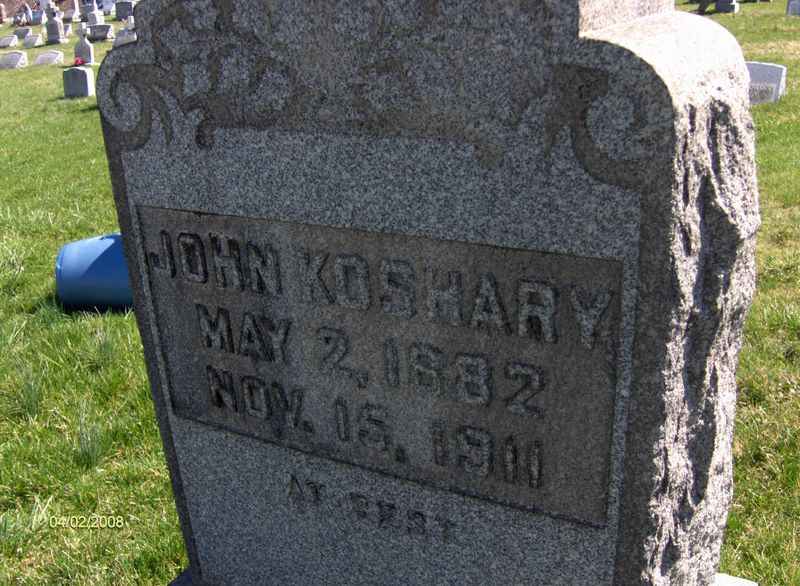 JOHN KOSHARY
MAY 2, 1882
NOV. 15, 1911
AT REST
04/02/2008